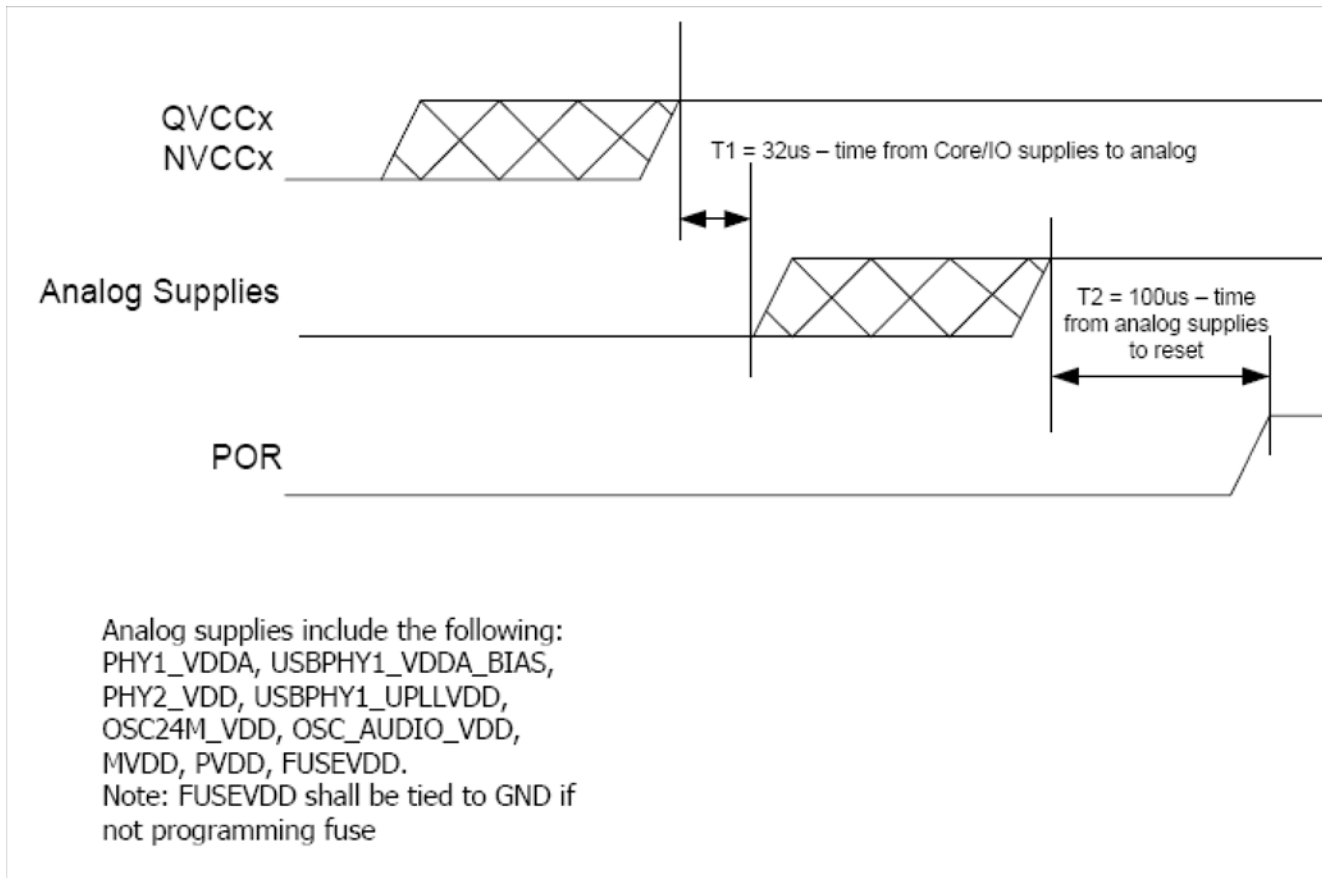 QVCCx
NVCCx
T1 = 32us – time from Core/IO supplies to analog
Analog Supplies
T2 = 100us – time
from analog supplies
to reset
POR
Analog supplies include the following:
PHY1_VDDA, USBPHY1_VDDA_BIAS,
PHY2_VDD, USBPHY1_UPLLVDD,
OSC24M_VDD, OSC_AUDIO_VDD,
MVDD, PVDD, FUSEVDD.
Note: FUSEVDD shall be tied to GND if
not programming fuse